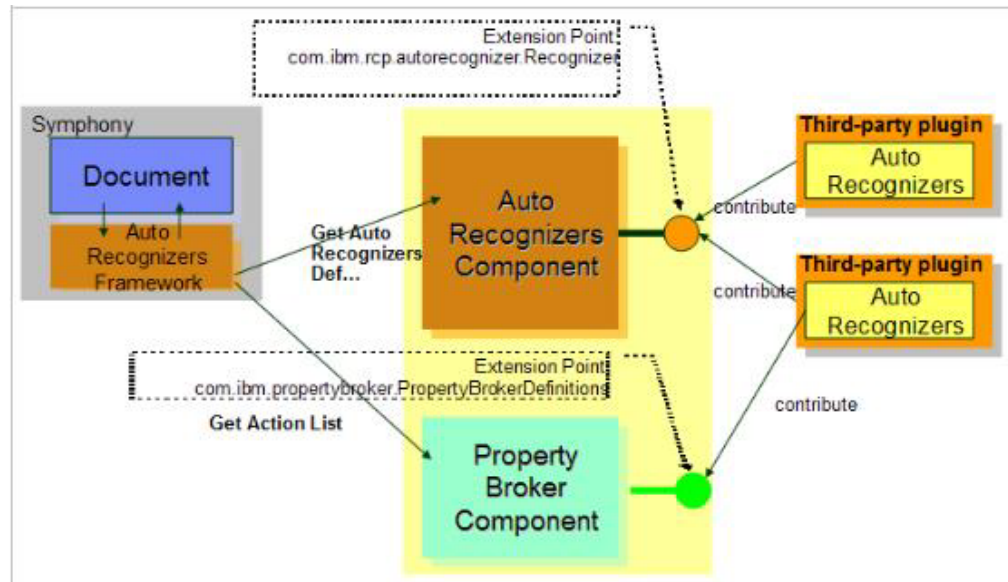 Extension Point
com.ibm.rcp.autorecognizer.Recognizer
Symphony
Document
Auto
Recognizers
Framework
Get Auto
Recognizers
Def...
Auto
Recognizers
Component
Third-party plugin
Auto
Recognizers
contribute
Third-party plugin
Auto
Recognizers
contribute
Extension Point
com.ibm.propertybroker.PropertyBrokerDefinitions
contribute
Get Action List
Property
Broker
Component